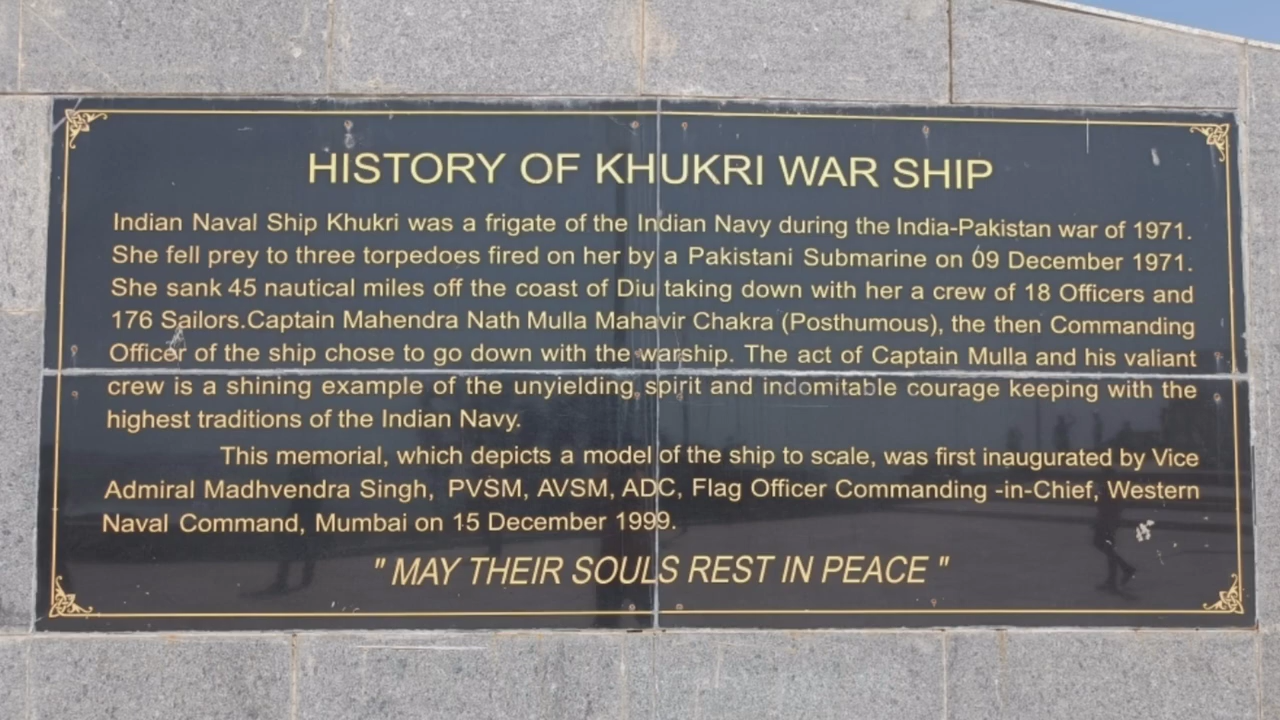 HISTORY OF KHUKRI WAR SHIP
Indian Naval Ship Khukri was a frigate of the Indian Navy during the India-Pakistan war of 1971.
She fell prey to three torpedoes fired on her by a Pakistani Submarine on 09 December 1971.
She sank 45 nautical miles off the coast of Diu taking down with her a crew of 18 Officers and
176 Sailors.Captain Mahendra Nath Mulla Mahavir Chakra (Posthumous), the then Commanding
Officer of the ship chose to go down with the warship. The act of Captain Mulla and his valiant
crew is a shining example of the unyielding spirit and indomitable courage keeping with the
highest traditions of the Indian Navy.
This memorial, which depicts a model of the ship to scale, was first inaugurated by Vice
Admiral Madhvendra Singh, PVSM, AVSM, ADC, Flag Officer Commanding -in-Chief, Western
Naval Command, Mumbai on 15 December 1999.
" MAY THEIR SOULS REST IN PEACE "